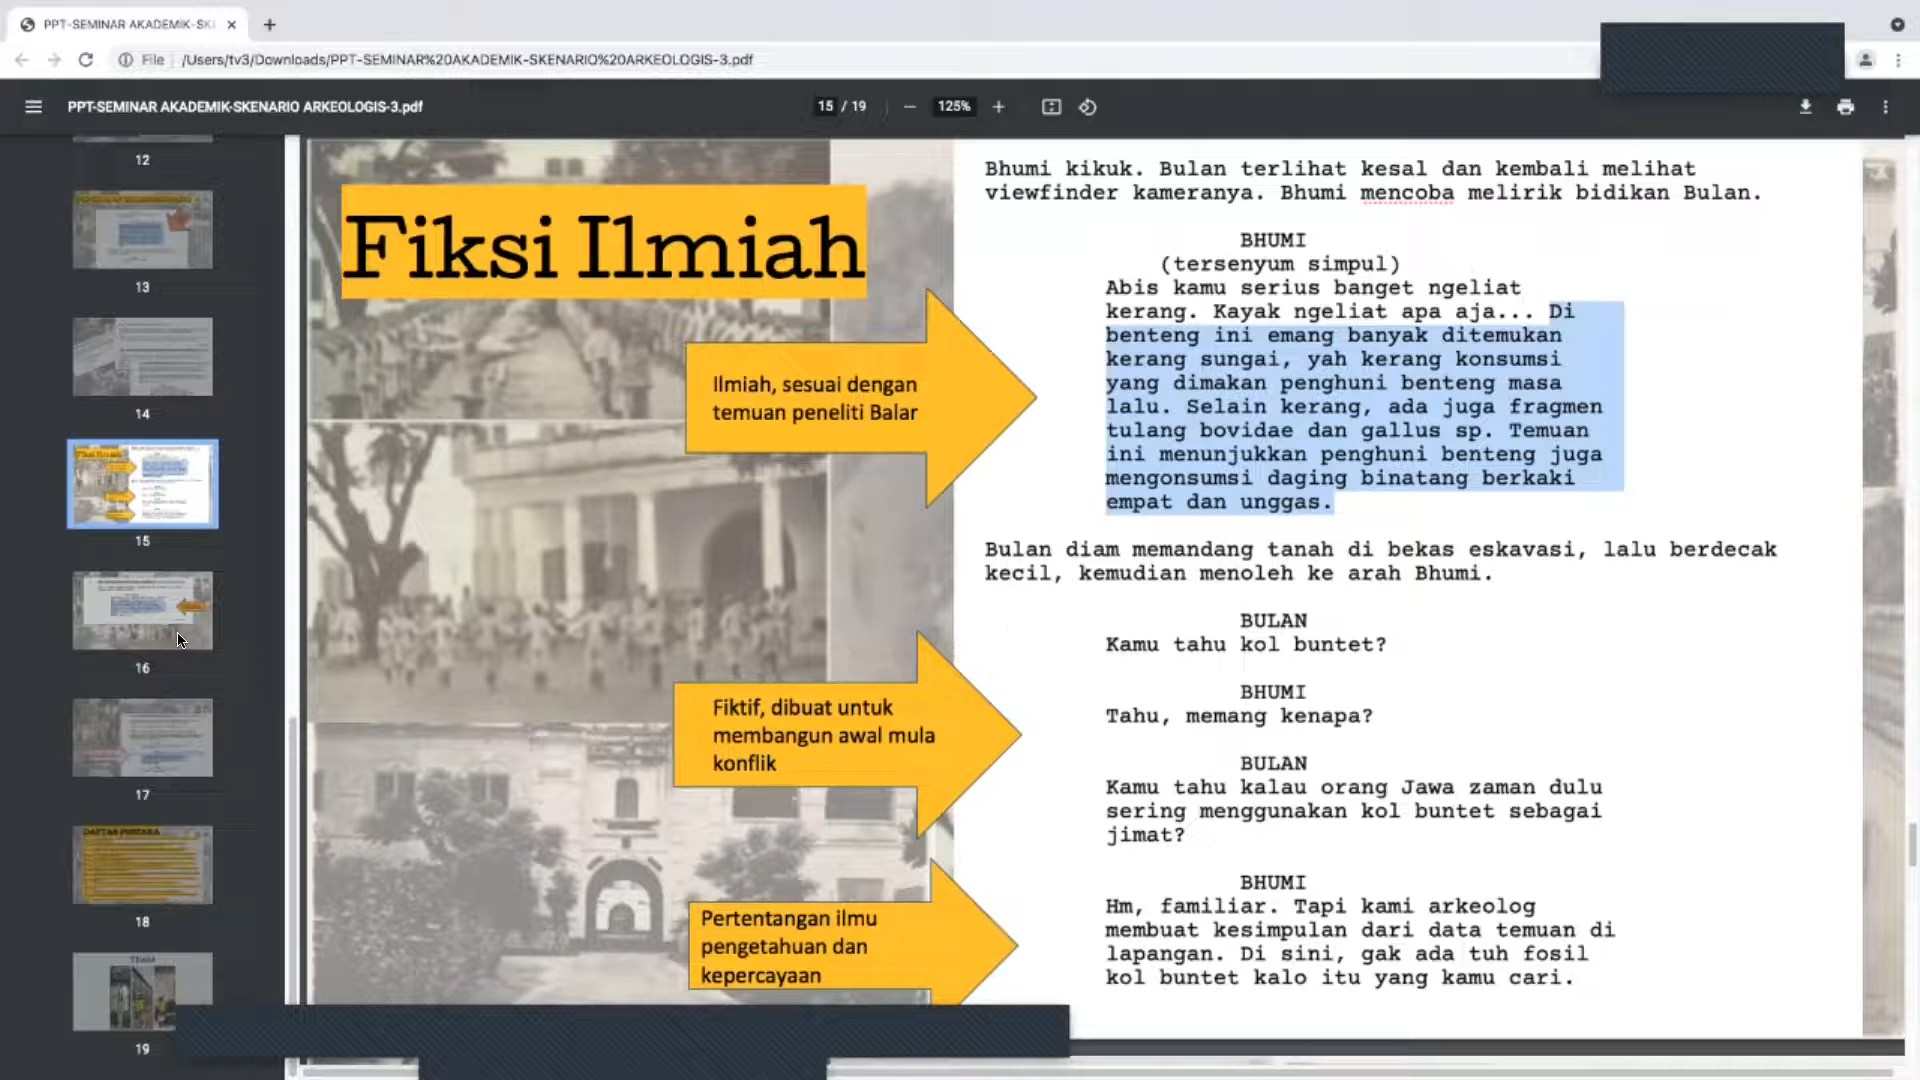 PPT-SEMINAR AKADEMIK-SK
File /Users/tv3/Downloads/PPT-SEMINAR%20AKADEMIK-SKENARIO%20ARKEOLOGIS-3.pdf
PPT-SEMINAR AKADEMIK-SKENARIO ARKEOLOGIS-3.pdf
15 / 19
125%
12
13
14
15
16
17
DAFTAR PUSTAKA
18
19
Fiksi Ilmiah
Ilmiah, sesuai dengan
temuan peneliti Balar
Fiktif, dibuat untuk
membangun awal mula
konflik
Pertentangan ilmu
pengetahuan dan
kepercayaan
Bhumi kikuk. Bulan terlihat kesal dan kembali melihat
viewfinder kameranya. Bhumi mencoba melirik bidikan Bulan.
BHUMI
(tersenyum simpul)
Abis kamu serius banget ngeliat
kerang. Kayak ngeliat apa aja... Di
benteng ini emang banyak ditemukan
kerang sungai, yah kerang konsumsi
yang dimakan penghuni benteng masa
lalu. Selain kerang, ada juga fragmen
tulang bovidae dan gallus sp. Temuan
ini menunjukkan penghuni benteng juga
mengonsumsi daging binatang berkaki
empat dan unggas.
Bulan diam memandang tanah di bekas eskavasi, lalu berdecak
kecil, kemudian menoleh ke arah Bhumi.
BULAN
Kamu tahu kol buntet?
BHUMI
Tahu, memang kenapa?
BULAN
Kamu tahu kalau orang Jawa zaman dulu
sering menggunakan kol buntet sebagai
jimat?
BHUMI
Hm, familiar. Tapi kami arkeolog
membuat kesimpulan dari data temuan di
lapangan. Di sini, gak ada tuh fosil
kol buntet kalo itu yang kamu cari.